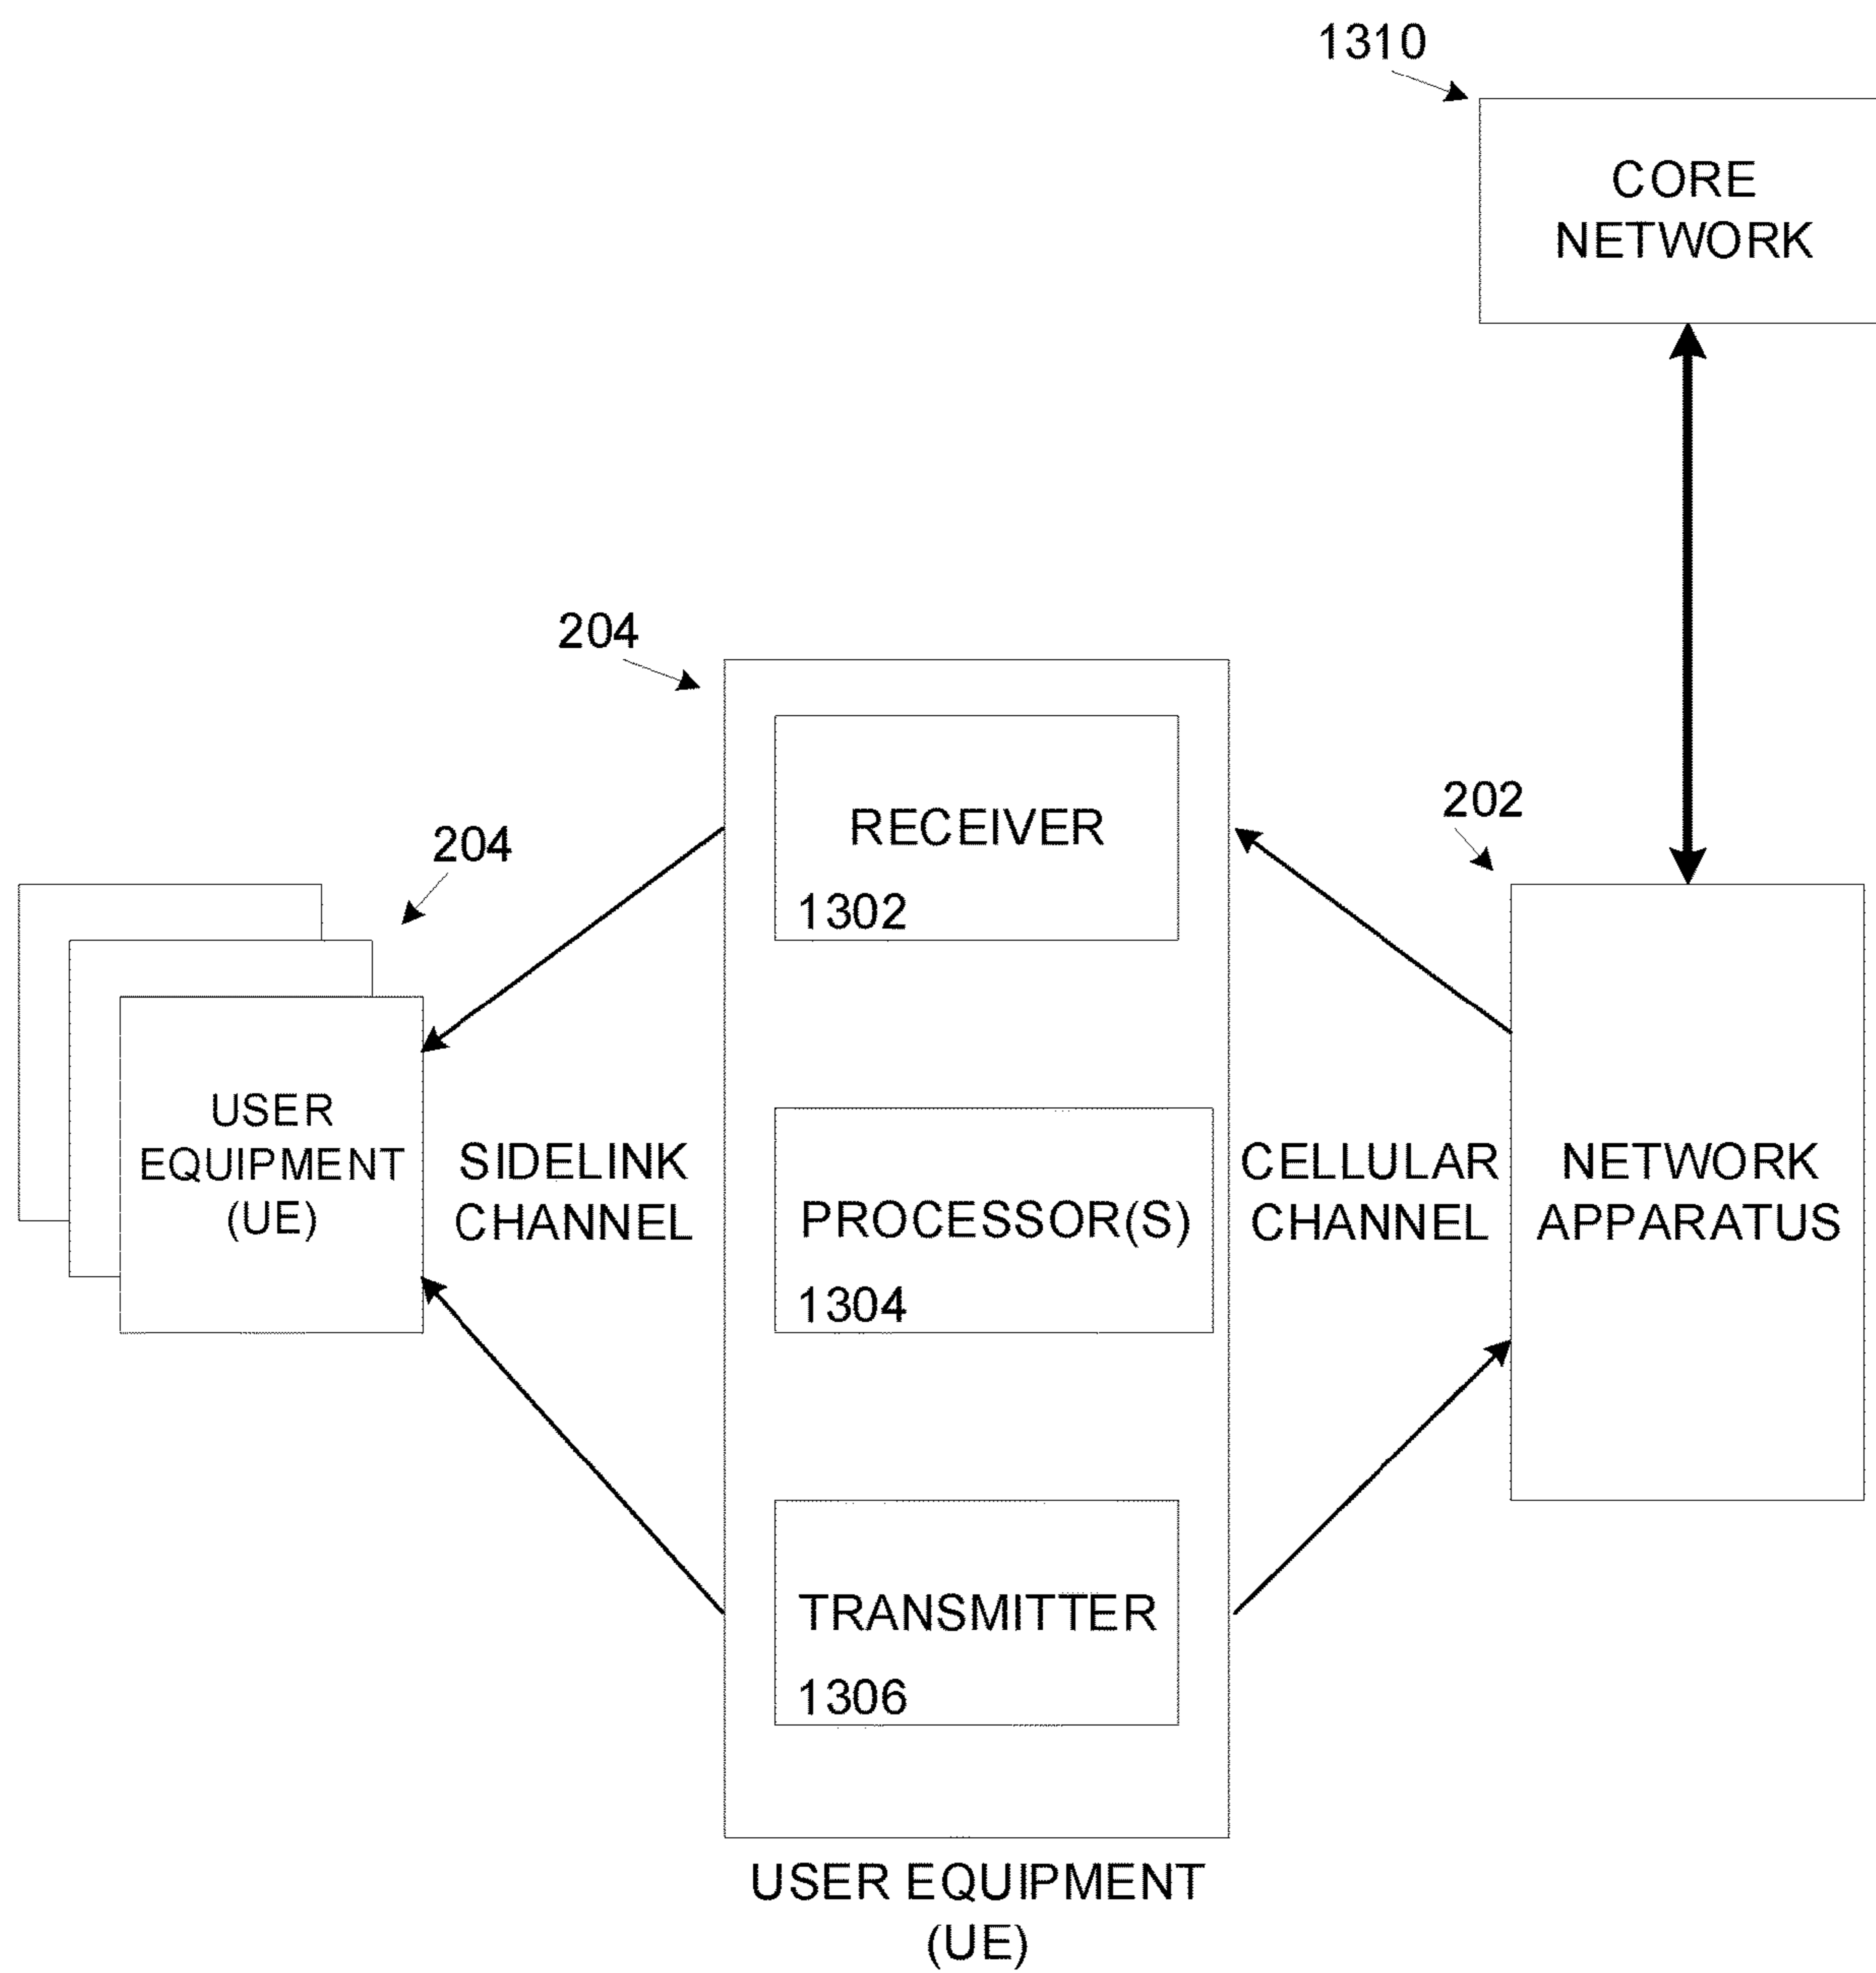 1310
CORE
NETWORK
204
RECEIVER
1302
202
204
USER
EQUIPMENT
(UE)
SIDELINK
CHANNEL
PROCESSOR(S)
1304
CELLULAR
CHANNEL
NETWORK
APPARATUS
TRANSMITTER
1306
USER EQUIPMENT
(UE)